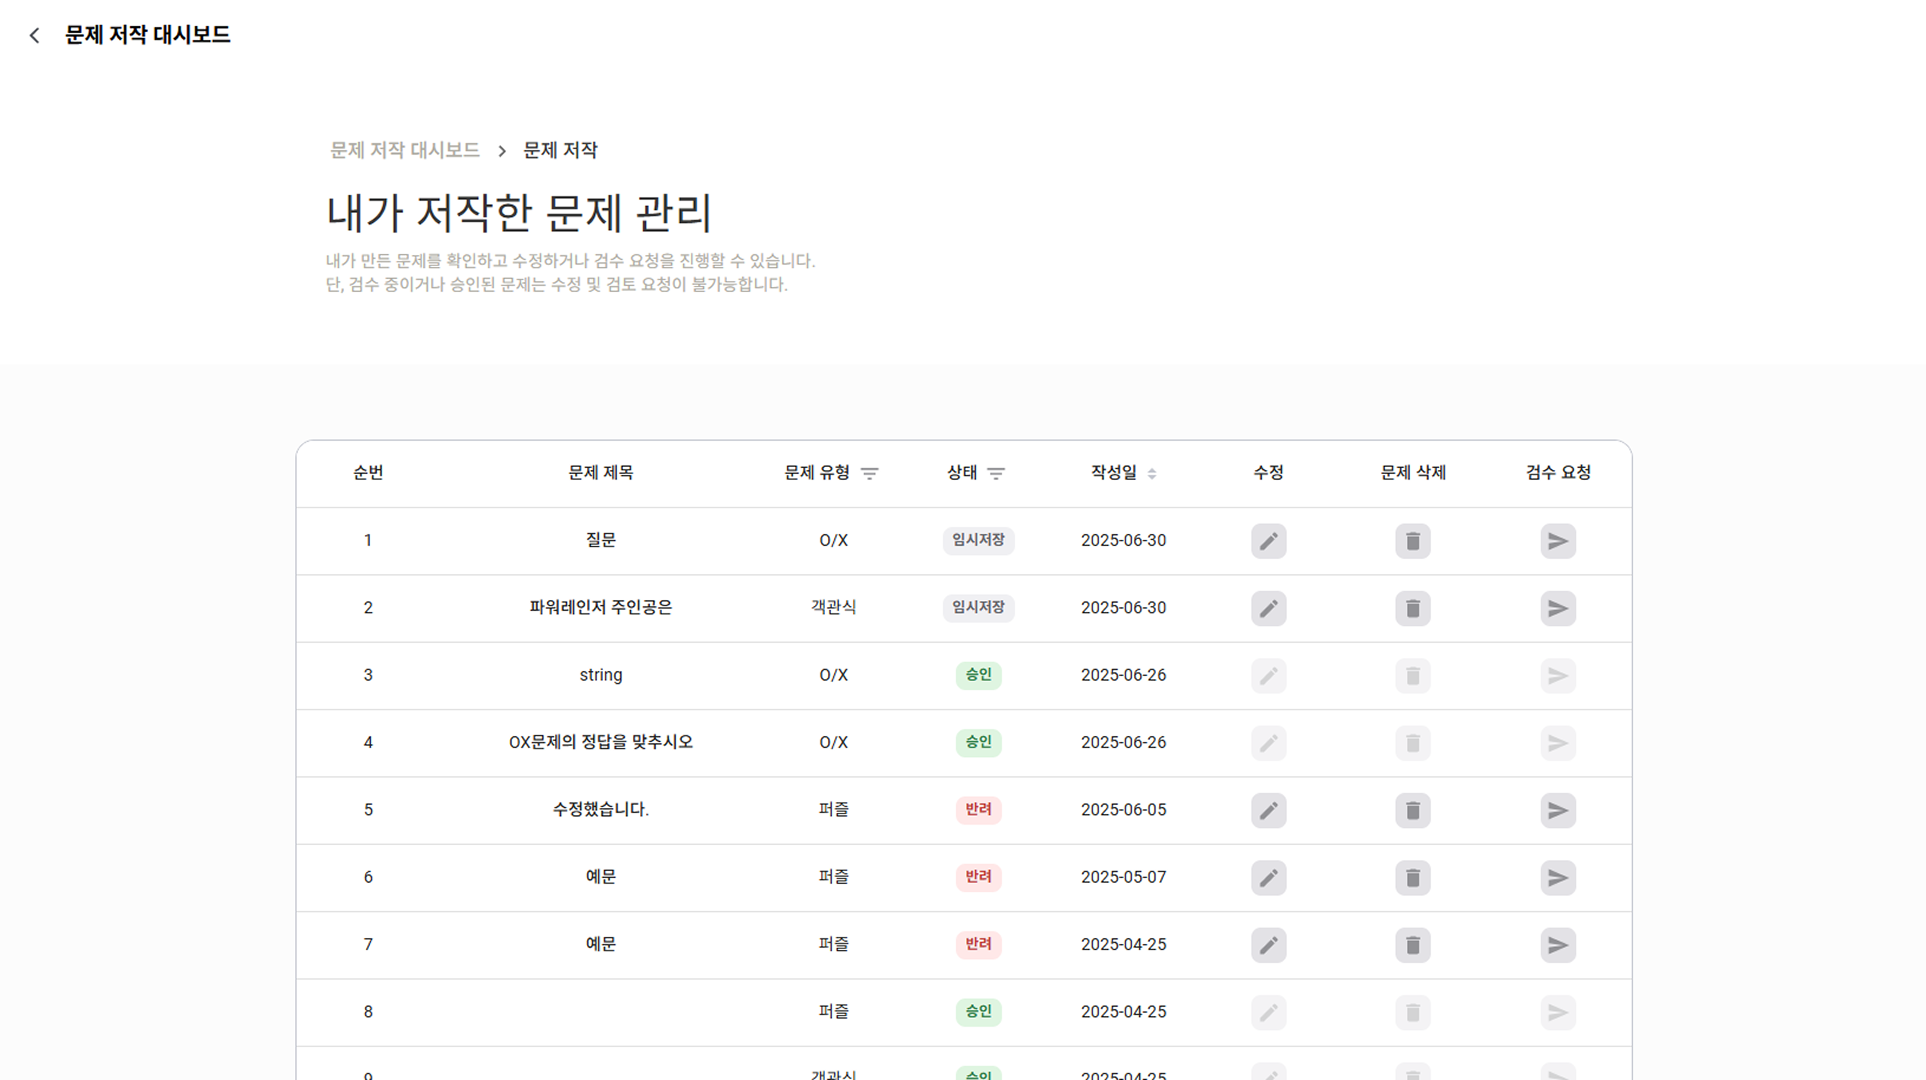 문제 저작 대시보드
문제 저작 대시보드 > 문제 저작
내가 저작한 문제 관리
내가 만든 문제를 확인하고 수정하거나 검수 요청을 진행할 수 있습니다.
단, 검수 중이거나 승인된 문제는 수정 및 검토 요청이 불가능합니다.
순번 문제 제목 문제 유형 상태 작성일 수정 문제 삭제 검수 요청
1 질문 O/X 임시저장 2025-06-30
2 파워레인저 주인공은 객관식 임시저장 2025-06-30
3 string O/X 승인 2025-06-26
4 OX문제의 정답을 맞추시오 O/X 승인 2025-06-26
5 수정했습니다. 퍼즐 반려 2025-06-05
6 예문 퍼즐 반려 2025-05-07
7 예문 퍼즐 반려 2025-04-25
8 퍼즐 승인 2025-04-25
9 객관식 승인 2025-04-25